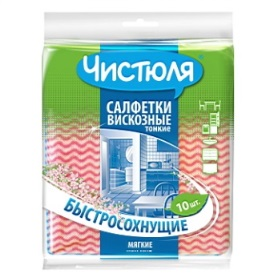 ЧИСТЮЛЯ
САЛФЕТКИ
ВИСКОЗНЫЕ
ТОНКИЕ
10 шт.
БЫСТРОСОХНУЩИЕ
МЯГКИЕ